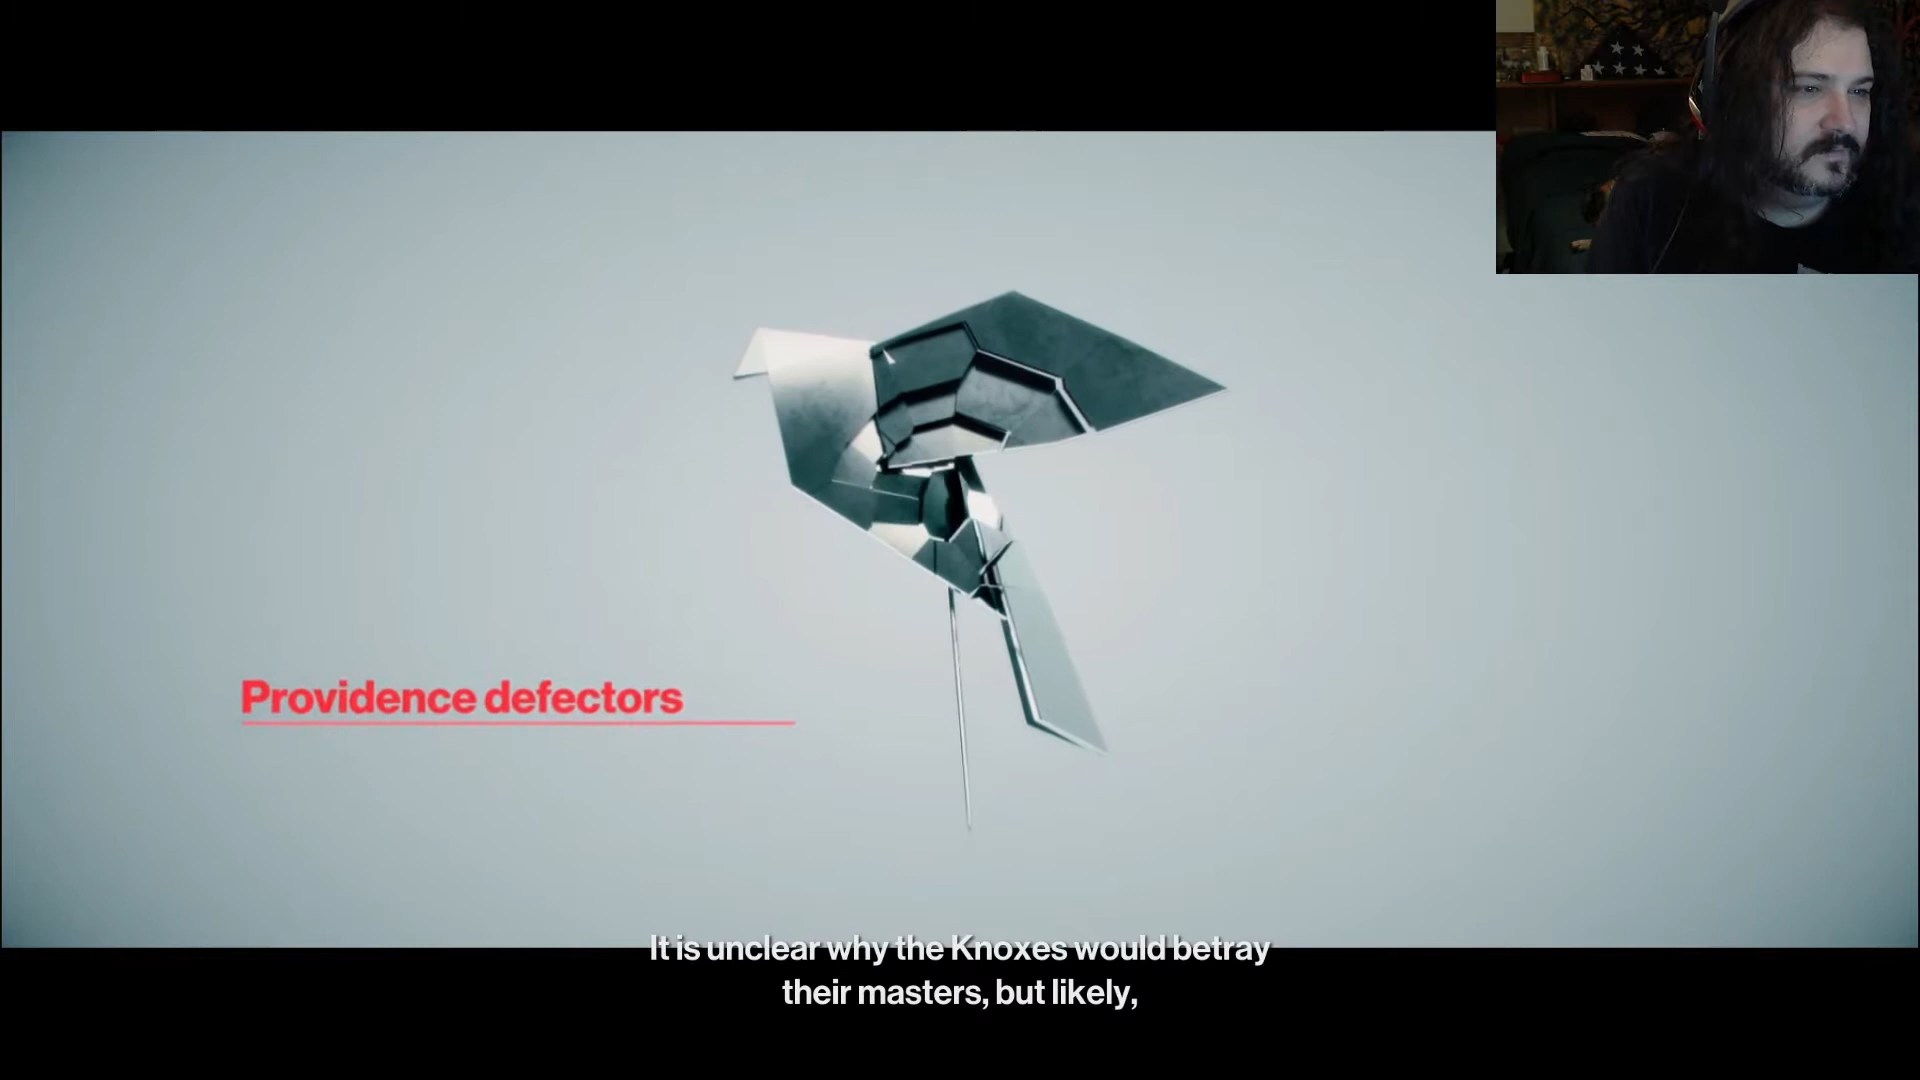 Providence defectors
It is unclear why the Knoxes would betray
their masters, but likely,